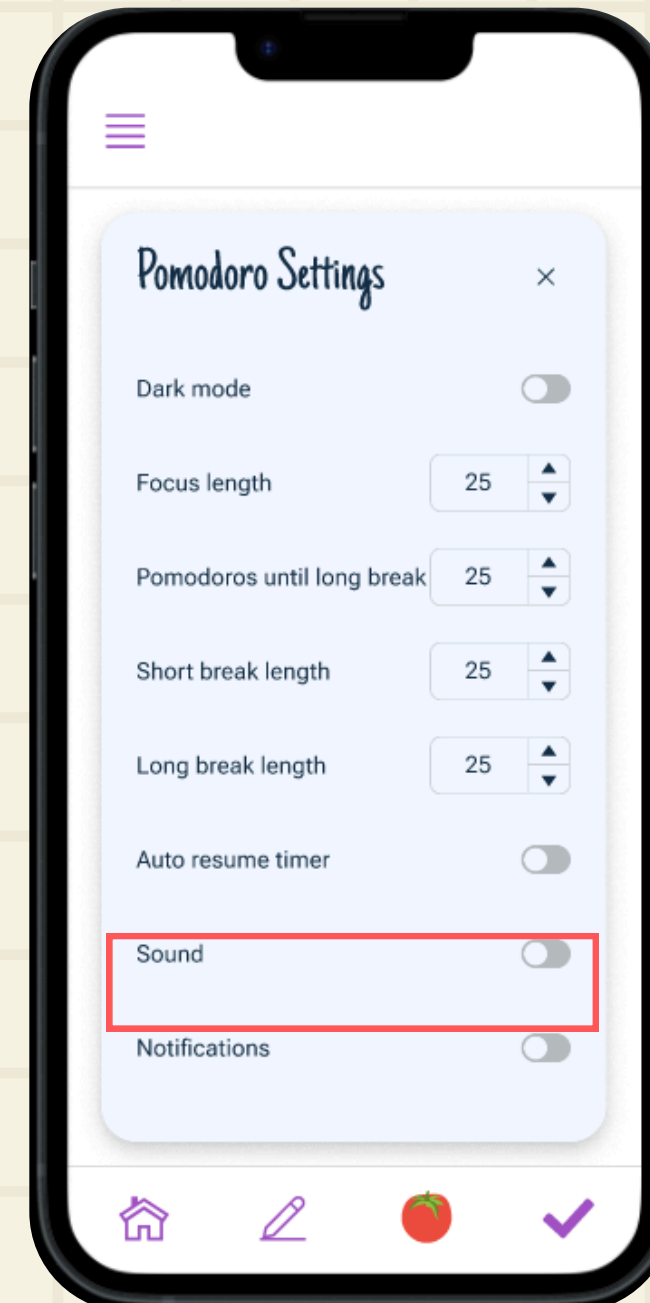 Pomodoro Settings
Dark mode
Focus length 25
Pomodoros until long break 25
Short break length 25
Long break length 25
Auto resume timer
Sound
Notifications